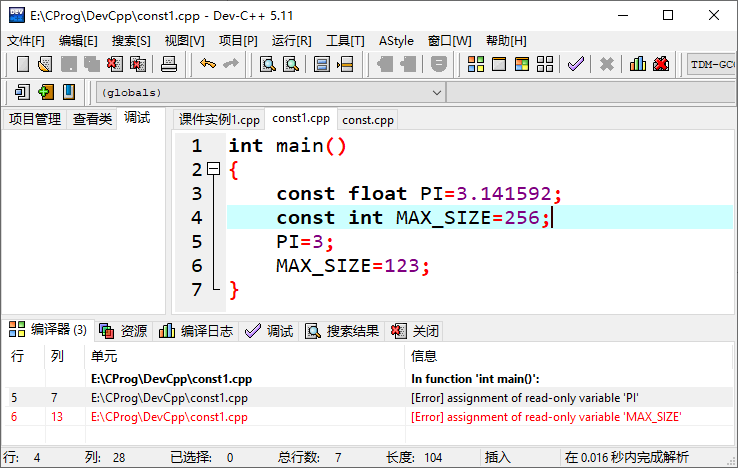 E:\CProg\DevCpp\const1.cpp - Dev-C++ 5.11
文件[F] 编辑[E] 搜索[S] 视图[V] 项目[P] 运行[R] 工具[T] AStyle 窗口[W] 帮助[H]
TDM-GCC
(globals)
项目管理 查看类 调试 课件实例1.cpp const1.cpp const.cpp
1 int main()
2 {
3 const float PI=3.141592;
4 const int MAX_SIZE=256;
5 PI=3;
6 MAX_SIZE=123;
7 }
编译器 (3) 资源 编译日志 调试 搜索结果 关闭
行 列 单元 信息
E:\CProg\DevCpp\const1.cpp In function 'int main()':
5 7 E:\CProg\DevCpp\const1.cpp [Error] assignment of read-only variable 'PI'
6 13 E:\CProg\DevCpp\const1.cpp [Error] assignment of read-only variable 'MAX_SIZE'
行: 4 列: 28 已选择: 0 总行数: 7 长度: 104 插入 在 0.016 秒内完成解析